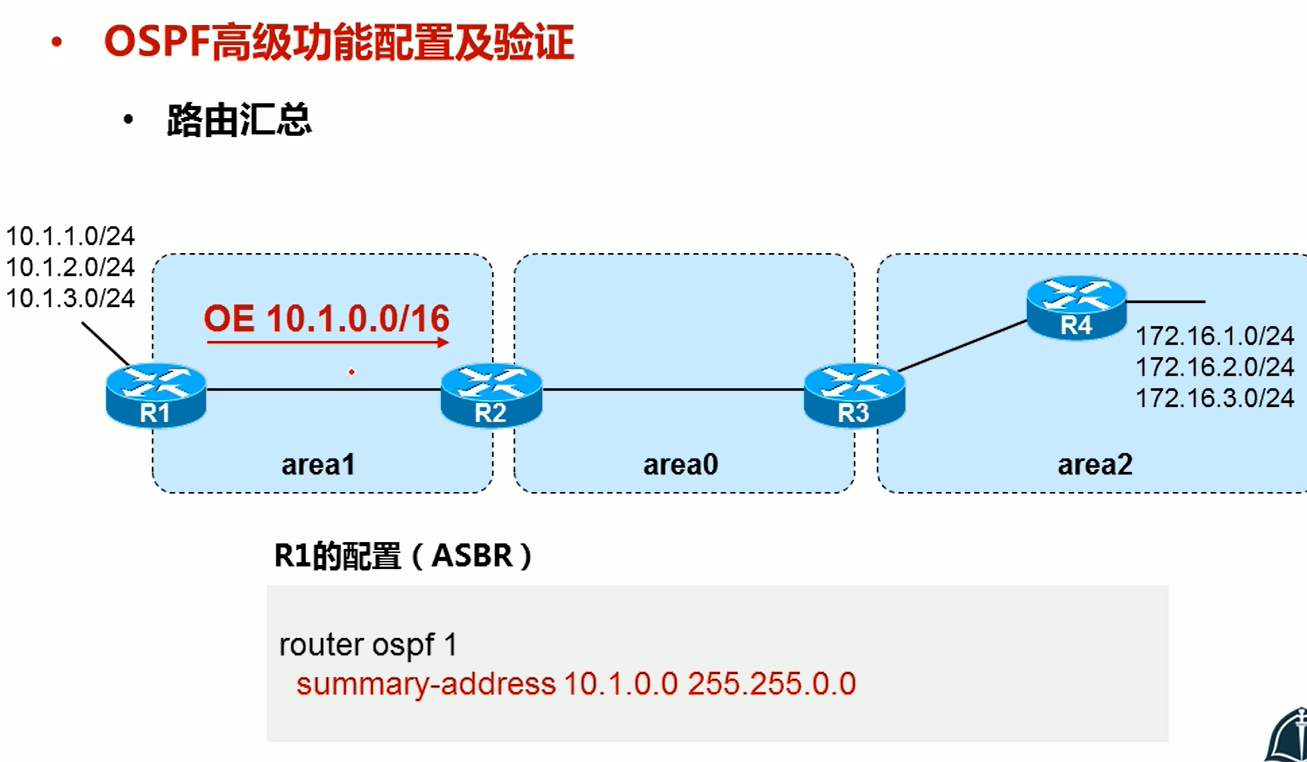 • OSPF高级功能配置及验证
• 路由汇总
10.1.1.0/24
10.1.2.0/24
10.1.3.0/24
OE 10.1.0.0/16
R1
R2
R3
R4
172.16.1.0/24
172.16.2.0/24
172.16.3.0/24
area1
area0
area2
R1的配置（ASBR）
router ospf 1
summary-address 10.1.0.0 255.255.0.0